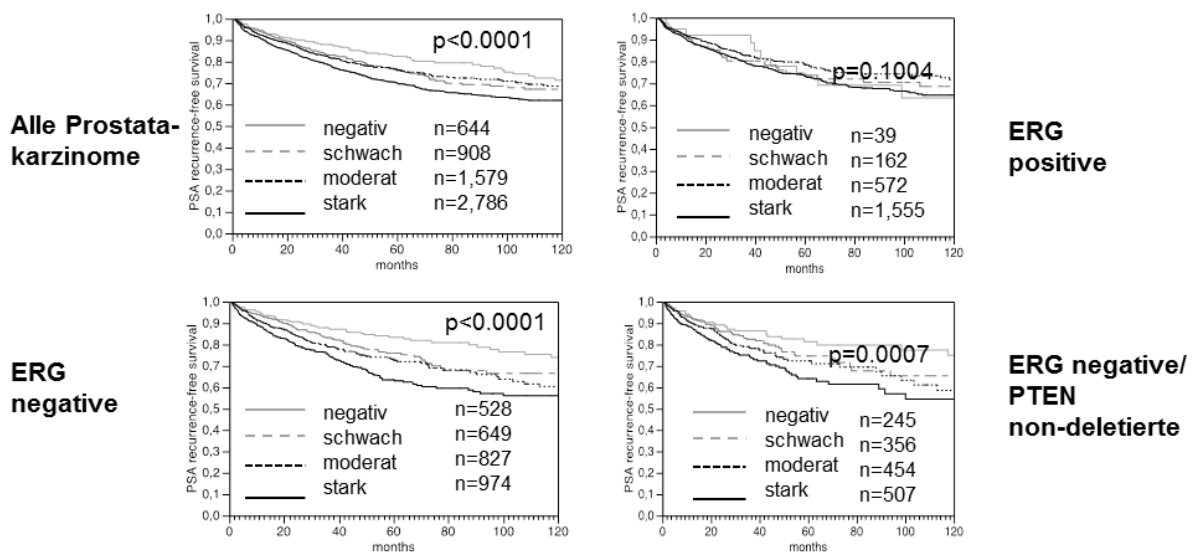 Alle Prostata-
karzinome
PSA recurrence-free survival
1,0
0,9
0,8
0,7
0,6
0,5
0,4
0,3
0,2
0,1
0,0
p<0.0001
negativ n=644
schwach n=908
moderat n=1,579
stark n=2,786
0 20 40 60 80 100 120
months
ERG
positive
PSA recurrence-free survival
1,0
0,9
0,8
0,7
0,6
0,5
0,4
0,3
0,2
0,1
0,0
p=0.1004
negativ n=39
schwach n=162
moderat n=572
stark n=1,555
0 20 40 60 80 100 120
months
ERG
negative
PSA recurrence-free survival
1,0
0,9
0,8
0,7
0,6
0,5
0,4
0,3
0,2
0,1
0,0
p<0.0001
negativ n=528
schwach n=649
moderat n=827
stark n=974
0 20 40 60 80 100 120
months
ERG negative/
PTEN
non-deletierte
PSA recurrence-free survival
1,0
0,9
0,8
0,7
0,6
0,5
0,4
0,3
0,2
0,1
0,0
p=0.0007
negativ n=245
schwach n=356
moderat n=454
stark n=507
0 20 40 60 80 100 120
months